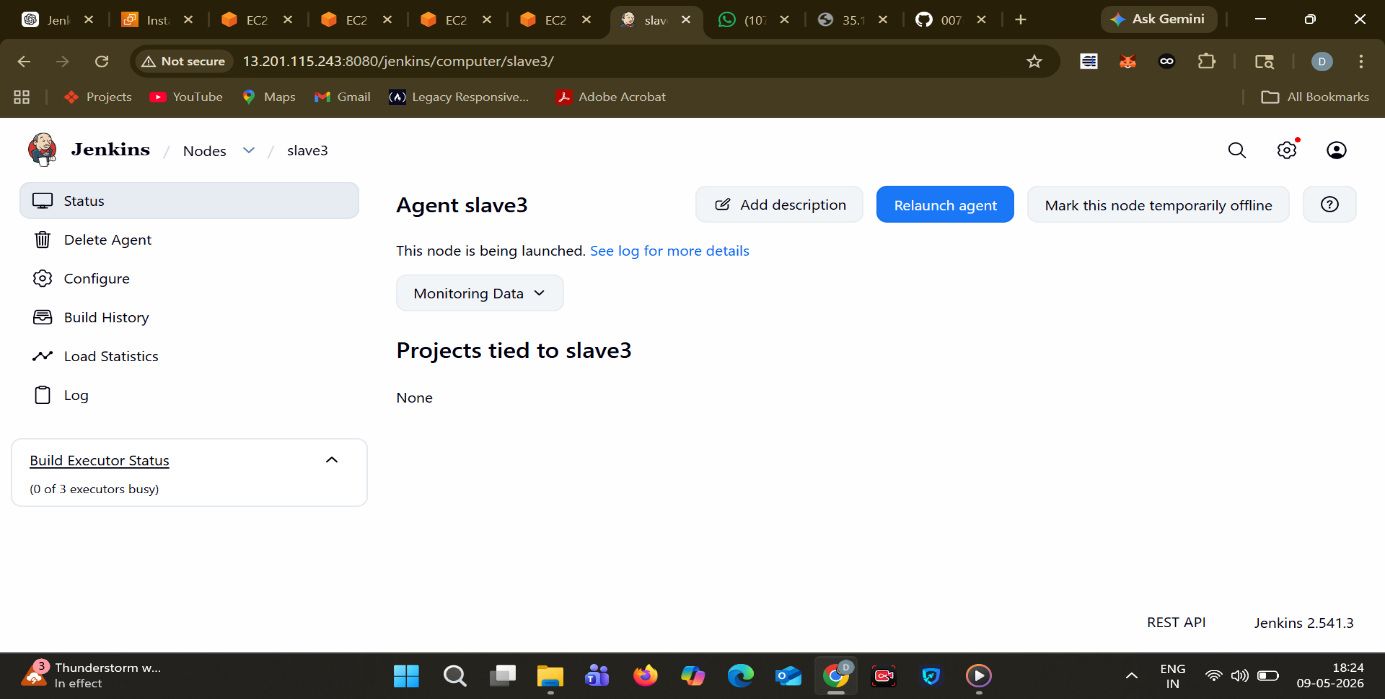 Jenk
Inst
EC2
EC2
EC2
EC2
slav
(107
35.1
007
Ask Gemini
Not secure
13.201.115.243:8080/jenkins/computer/slave3/
D
Projects
YouTube
Maps
Gmail
Legacy Responsive...
Adobe Acrobat
All Bookmarks
Jenkins / Nodes / slave3
Status
Delete Agent
Configure
Build History
Load Statistics
Log
Build Executor Status
(0 of 3 executors busy)
Agent slave3
Add description
Relaunch agent
Mark this node temporarily offline
This node is being launched. See log for more details
Monitoring Data
Projects tied to slave3
None
REST API
Jenkins 2.541.3
3
Thunderstorm w...
In effect
D
ENG
IN
18:24
09-05-2026